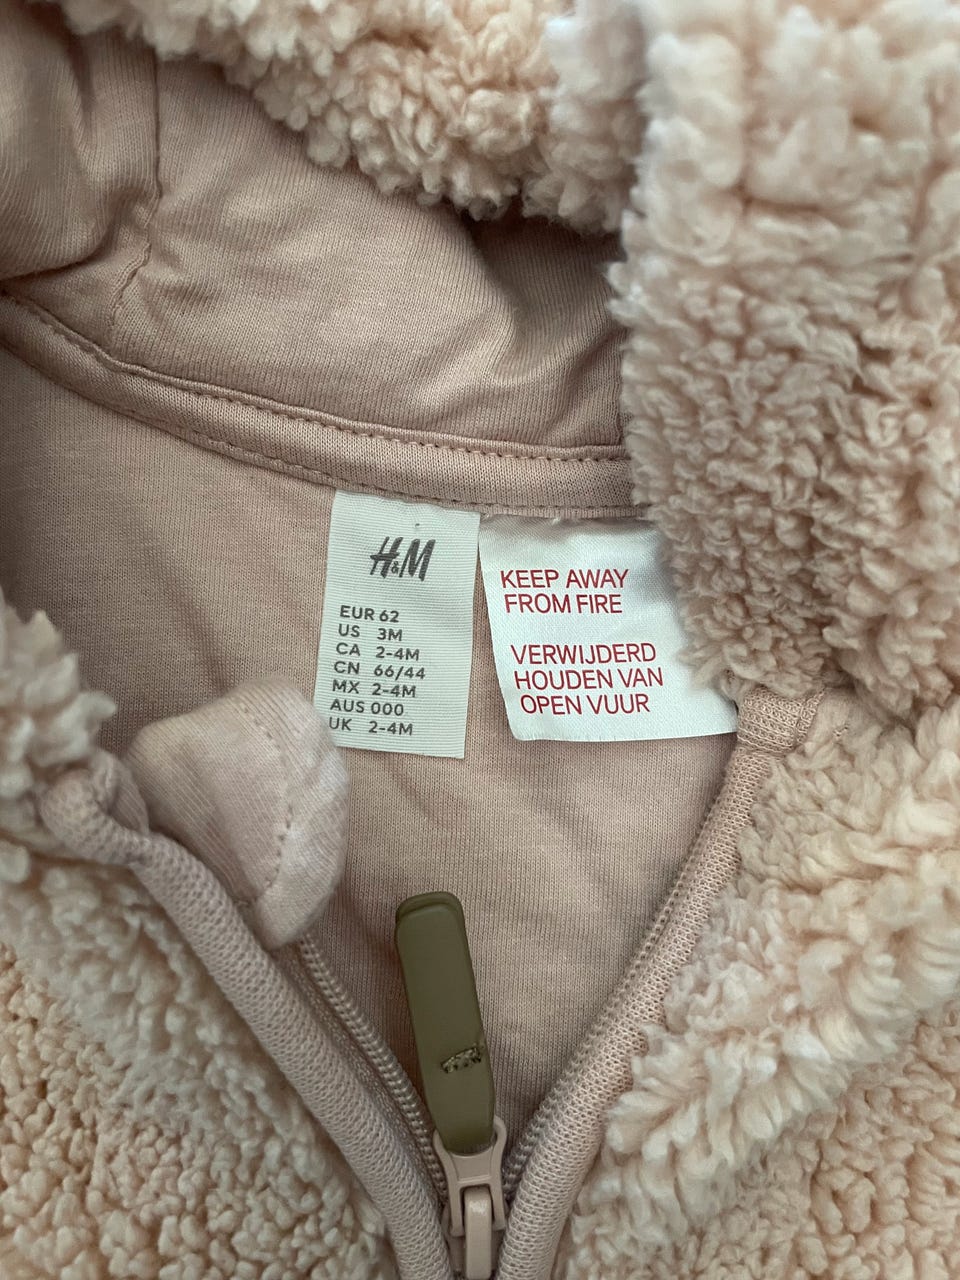 H&M
EUR 62
US 3M
CA 2-4M
CN 66/44
MX 2-4M
AUS 000
UK 2-4M
KEEP AWAY
FROM FIRE
VERWIJDERD
HOUDEN VAN
OPEN VUUR